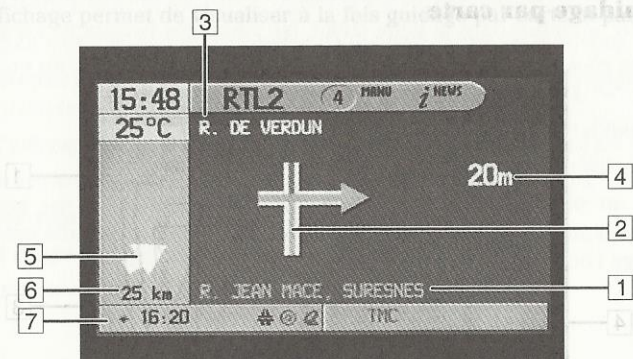 3
15:48 RTL2 4 MANU i NEWS
25°C R. DE VERDUN
20m 4
2
5
6 25 km R. JEAN MACE, SURESNES 1
7 16:20 TMC